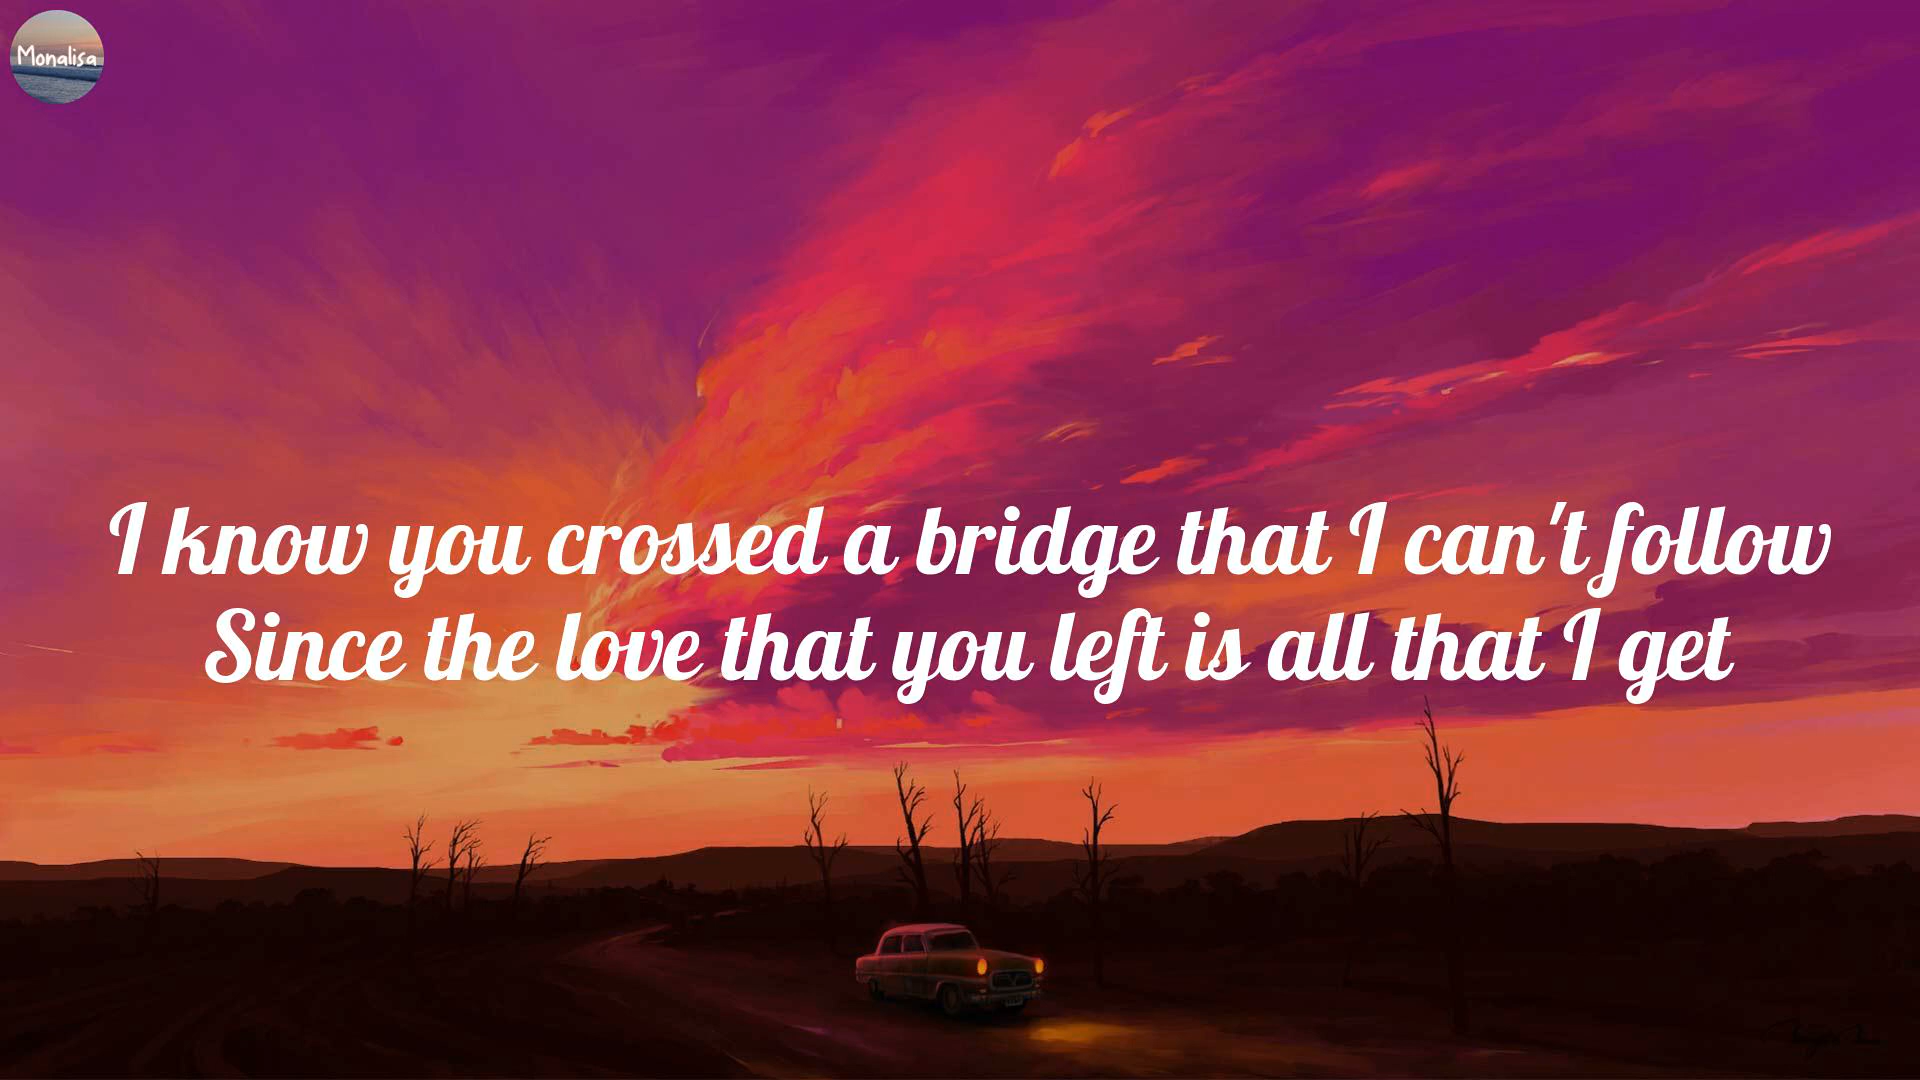 Monalisa
I know you crossed a bridge that I can't follow
Since the love that you left is all that I get